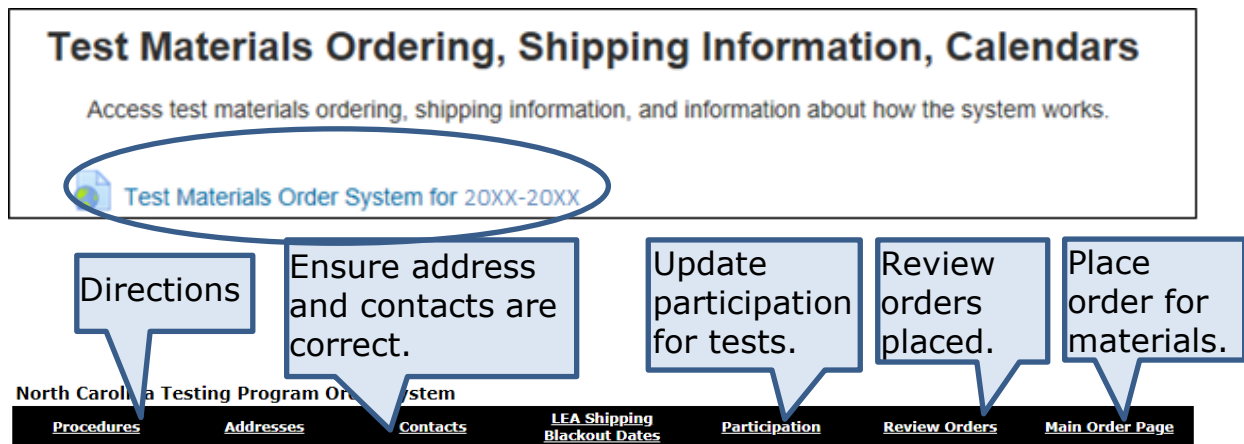 Test Materials Ordering, Shipping Information, Calendars
Access test materials ordering, shipping information, and information about how the system works.
Test Materials Order System for 20XX-20XX
Directions
Ensure address
and contacts are
correct.
Update
participation
for tests.
Review
orders
placed.
Place
order for
materials.
North Carolina Testing Program Order System
Procedures
Addresses
Contacts
LEA Shipping
Blackout Dates
Participation
Review Orders
Main Order Page